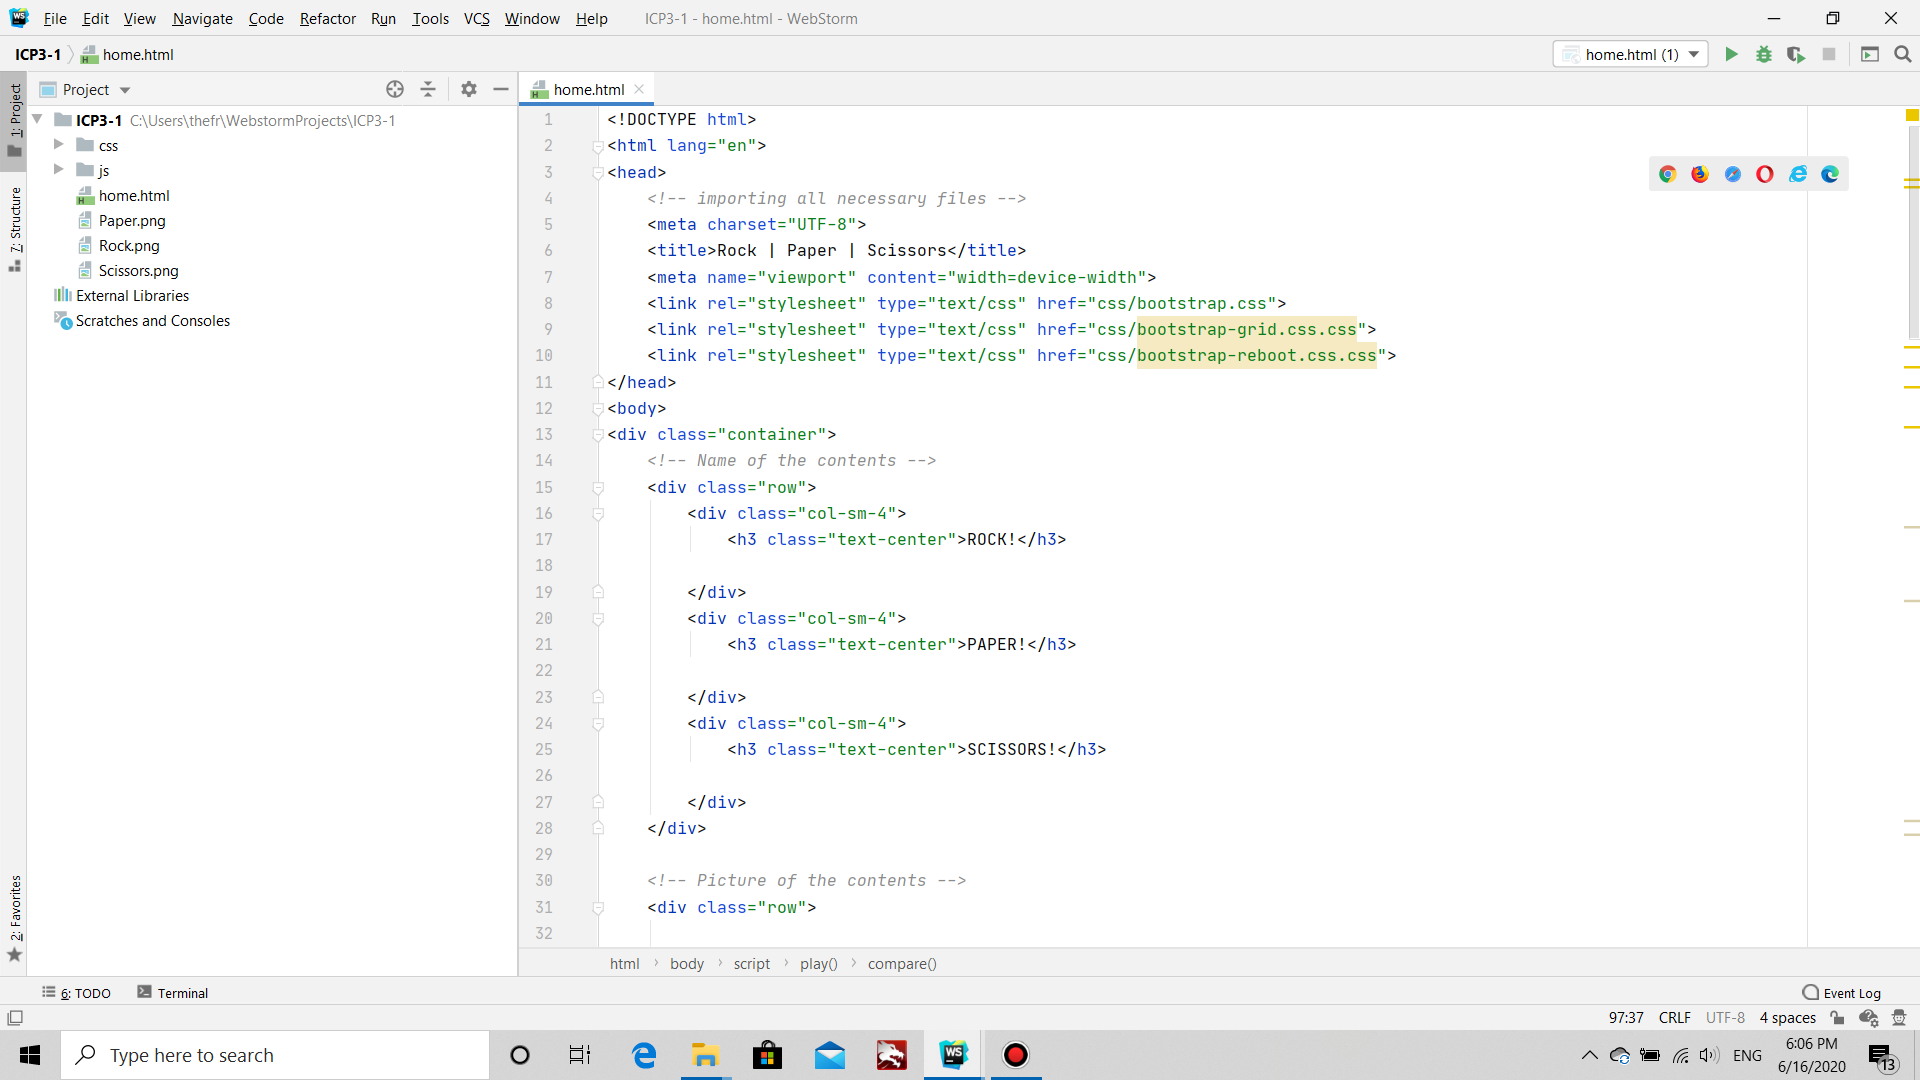 File Edit View Navigate Code Refactor Run Tools VCS Window Help ICP3-1 - home.html - WebStorm
ICP3-1 home.html home.html (1)
1: Project
7: Structure
2: Favorites
Project
ICP3-1 C:\Users\thefr\WebstormProjects\ICP3-1
css
js
home.html
Paper.png
Rock.png
Scissors.png
External Libraries
Scratches and Consoles
home.html
1 <!DOCTYPE html>
2 <html lang="en">
3 <head>
4 <!-- importing all necessary files -->
5 <meta charset="UTF-8">
6 <title>Rock | Paper | Scissors</title>
7 <meta name="viewport" content="width=device-width">
8 <link rel="stylesheet" type="text/css" href="css/bootstrap.css">
9 <link rel="stylesheet" type="text/css" href="css/bootstrap-grid.css.css">
10 <link rel="stylesheet" type="text/css" href="css/bootstrap-reboot.css.css">
11 </head>
12 <body>
13 <div class="container">
14 <!-- Name of the contents -->
15 <div class="row">
16 <div class="col-sm-4">
17 <h3 class="text-center">ROCK!</h3>
18
19 </div>
20 <div class="col-sm-4">
21 <h3 class="text-center">PAPER!</h3>
22
23 </div>
24 <div class="col-sm-4">
25 <h3 class="text-center">SCISSORS!</h3>
26
27 </div>
28 </div>
29
30 <!-- Picture of the contents -->
31 <div class="row">
32
html body script play() compare()
6: TODO Terminal Event Log
97:37 CRLF UTF-8 4 spaces
Type here to search
WS
ENG
6:06 PM
6/16/2020
13